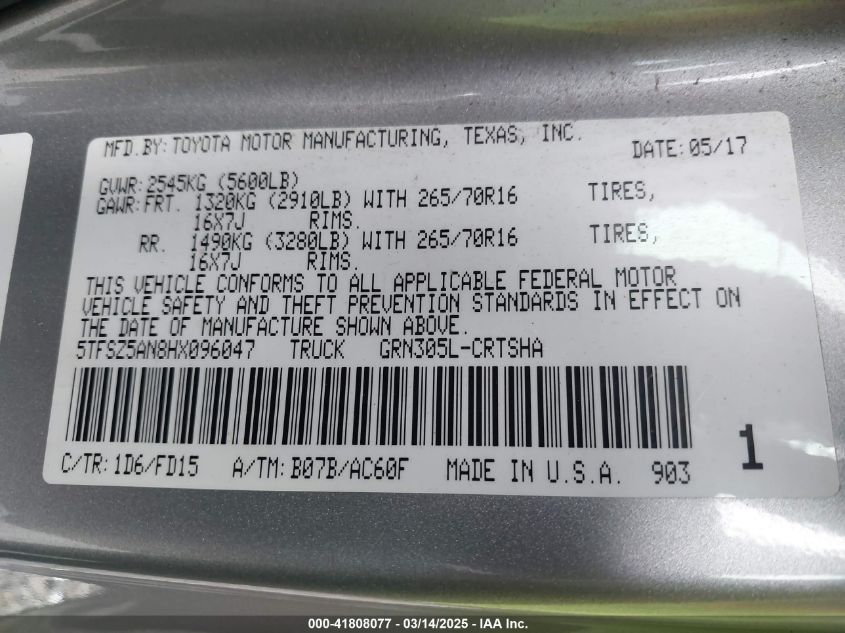 MFD.BY:TOYOTA MOTOR MANUFACTURING, TEXAS, INC. DATE:05/17
GVWR:2545KG (5600LB)
GAWR:FRT. 1320KG (2910LB) WITH 265/70R16 TIRES,
16X7J RIMS.
RR. 1490KG (3280LB) WITH 265/70R16 TIRES,
16X7J RIMS.
THIS VEHICLE CONFORMS TO ALL APPLICABLE FEDERAL MOTOR
VEHICLE SAFETY AND THEFT PREVENTION STANDARDS IN EFFECT ON
THE DATE OF MANUFACTURE SHOWN ABOVE.
5TFSZ5AN8HX096047 TRUCK GRN305L-CRTSHA
1
C/TR:1D6/FD15 A/TM:B07B/AC60F MADE IN U.S.A. 903
000-41808077 - 03/14/2025 - IAA Inc.